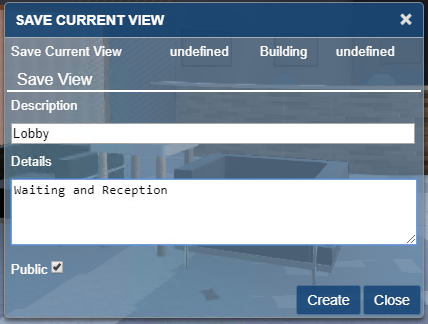 SAVE CURRENT VIEW ×
Save Current View undefined Building undefined
Save View
Description
Lobby
Details
Waiting and Reception
Public
Create Close